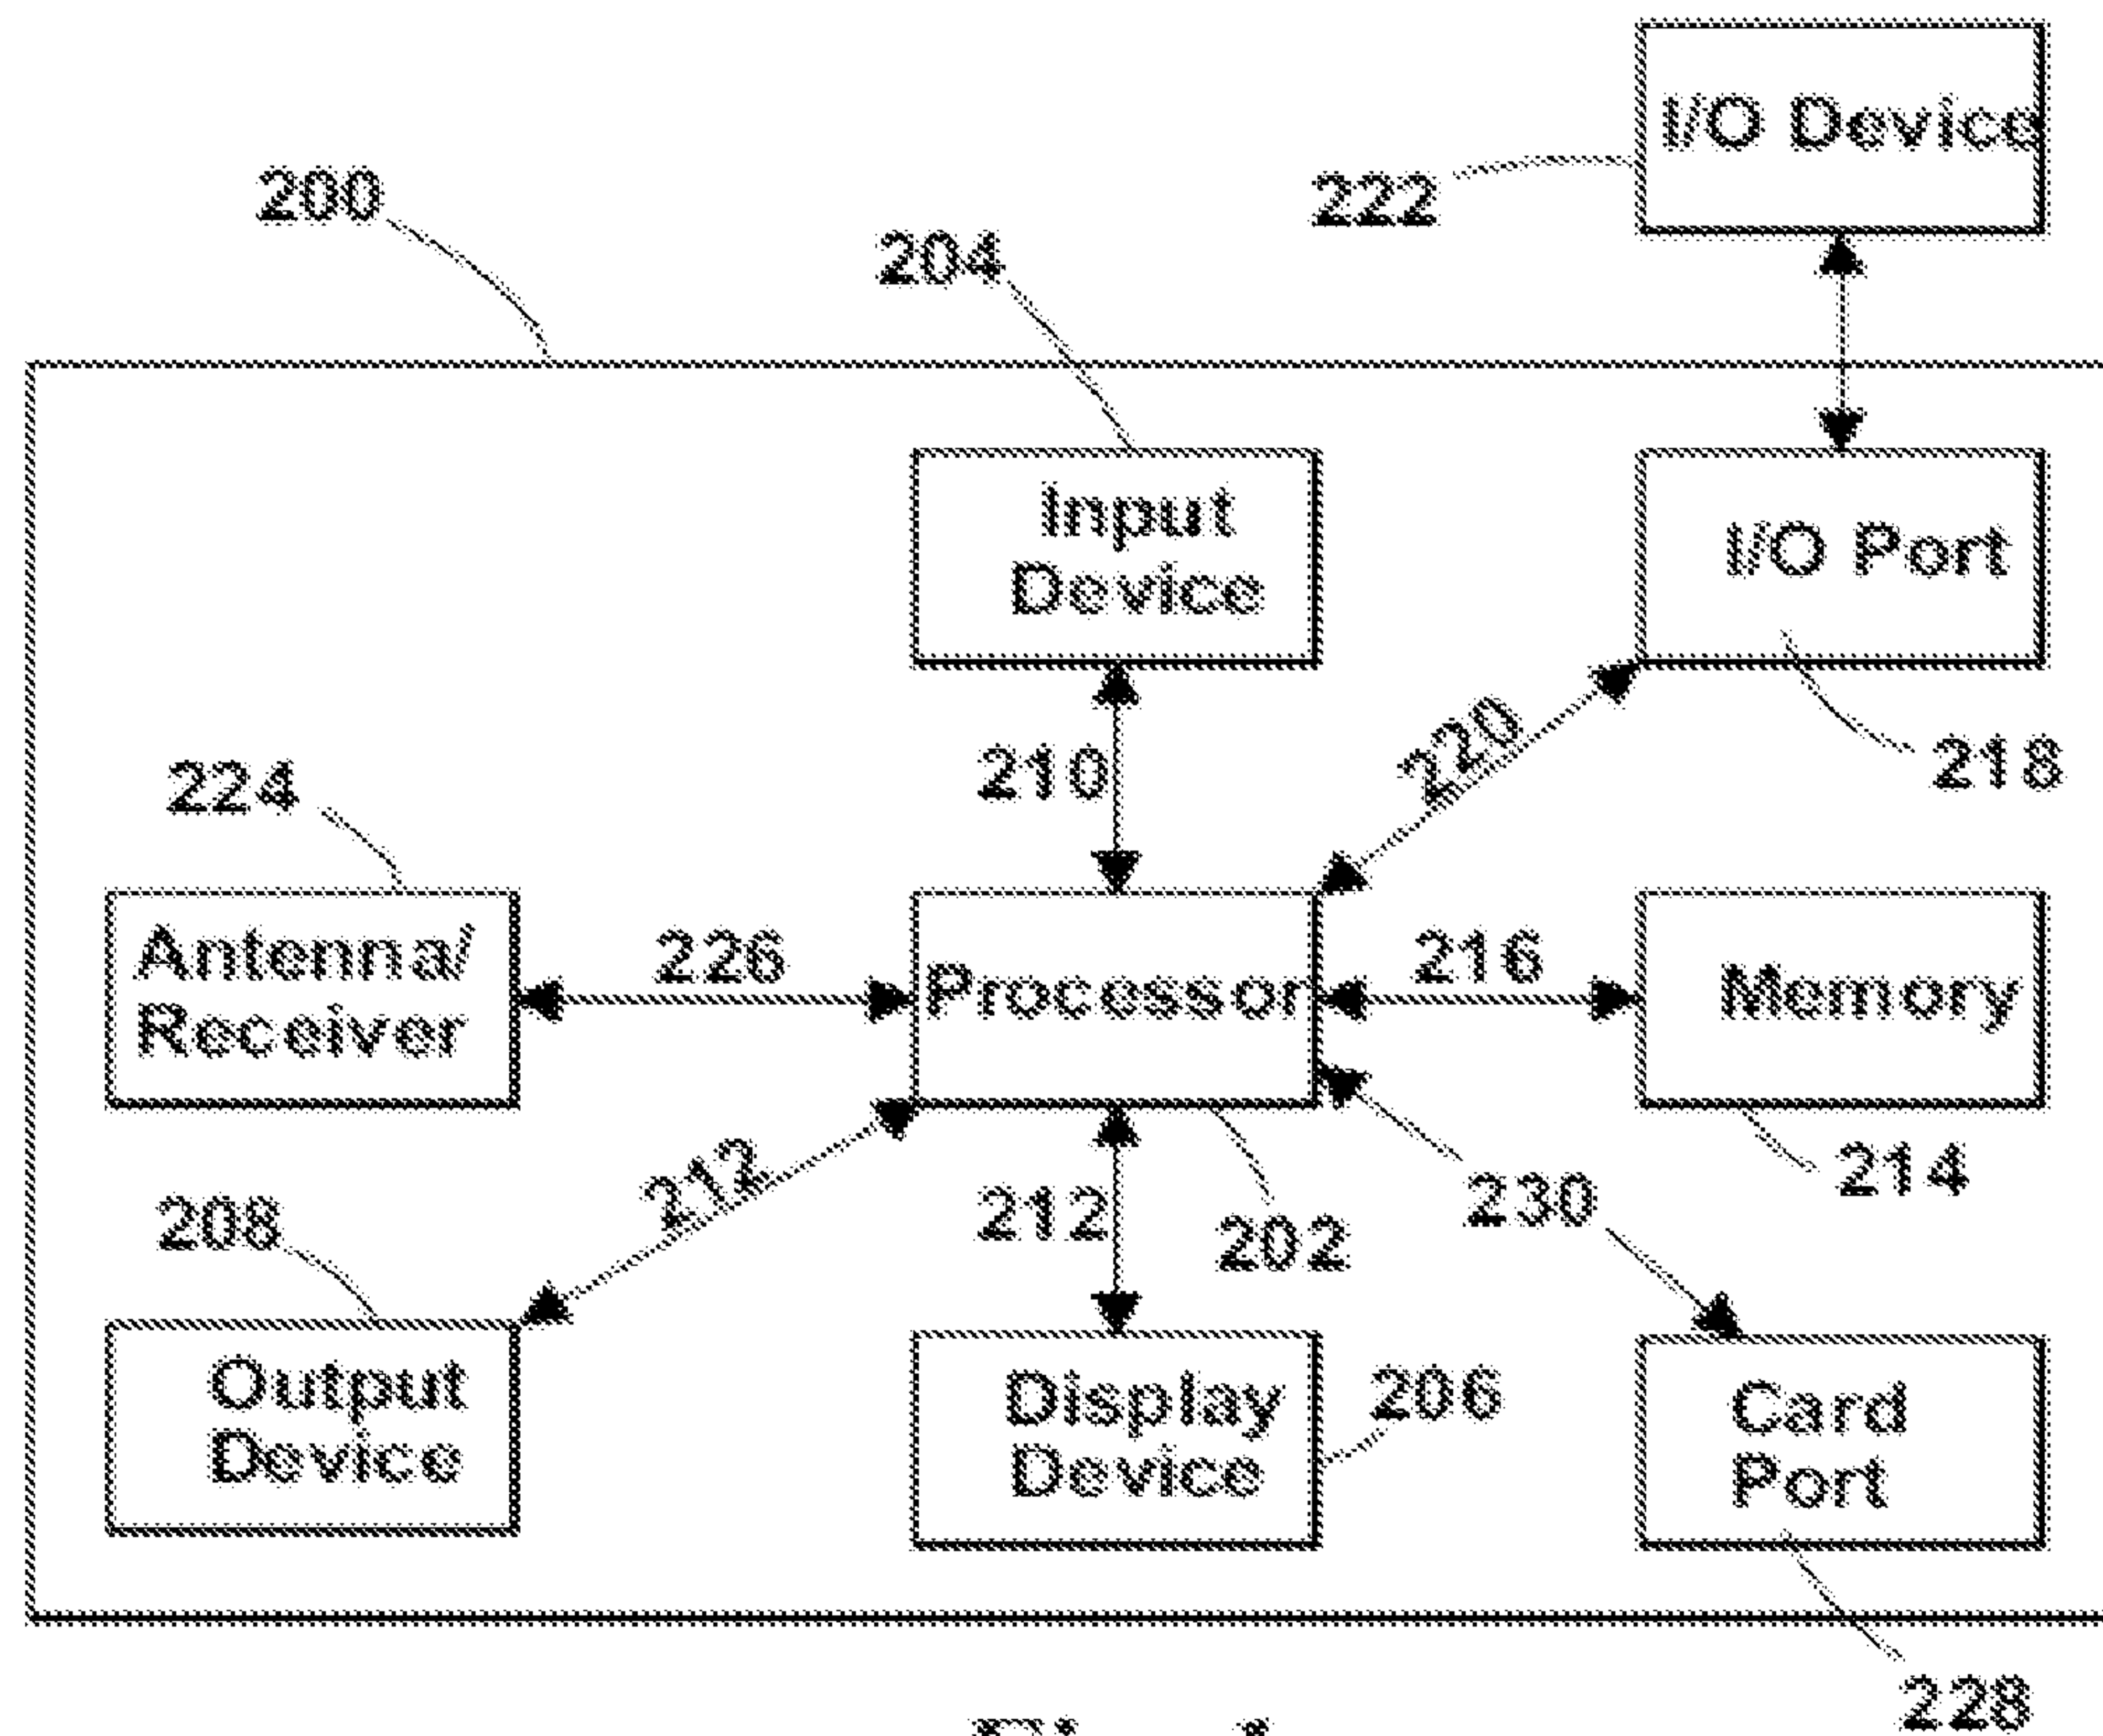 I/O Device
222
200
204
Input
Device
I/O Port
210
220
218
224
Antenna/
Receiver
226
Processor
216
Memory
212
212
202
230
214
208
Output
Device
Display
Device
206
Card
Port
228